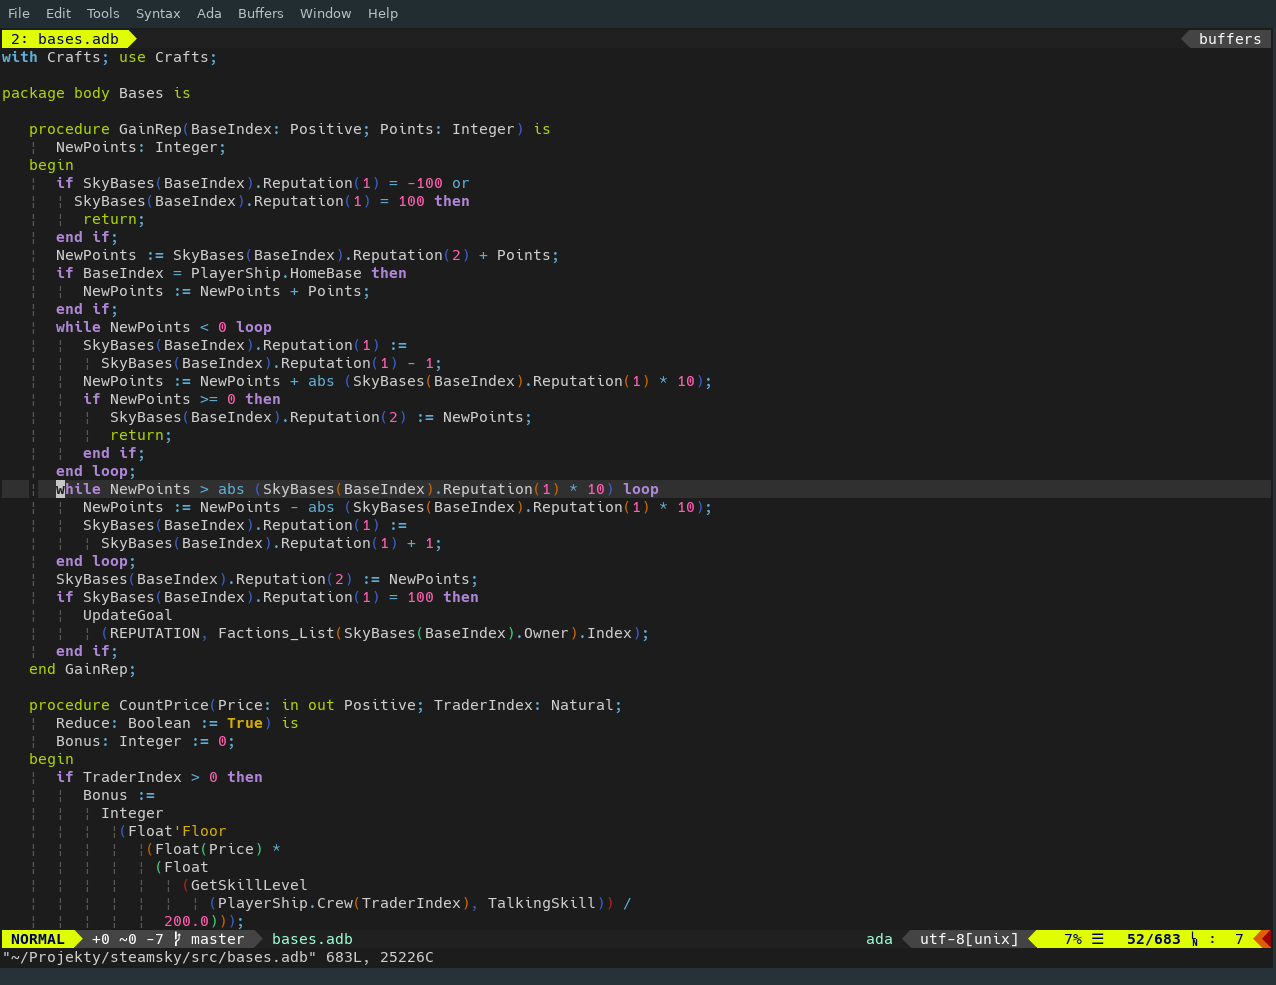 File Edit Tools Syntax Ada Buffers Window Help
2: bases.adb buffers
with Crafts; use Crafts;
package body Bases is
procedure GainRep(BaseIndex: Positive; Points: Integer) is
NewPoints: Integer;
begin
if SkyBases(BaseIndex).Reputation(1) = -100 or
SkyBases(BaseIndex).Reputation(1) = 100 then
return;
end if;
NewPoints := SkyBases(BaseIndex).Reputation(2) + Points;
if BaseIndex = PlayerShip.HomeBase then
NewPoints := NewPoints + Points;
end if;
while NewPoints < 0 loop
SkyBases(BaseIndex).Reputation(1) :=
SkyBases(BaseIndex).Reputation(1) - 1;
NewPoints := NewPoints + abs (SkyBases(BaseIndex).Reputation(1) * 10);
if NewPoints >= 0 then
SkyBases(BaseIndex).Reputation(2) := NewPoints;
return;
end if;
end loop;
while NewPoints > abs (SkyBases(BaseIndex).Reputation(1) * 10) loop
NewPoints := NewPoints - abs (SkyBases(BaseIndex).Reputation(1) * 10);
SkyBases(BaseIndex).Reputation(1) :=
SkyBases(BaseIndex).Reputation(1) + 1;
end loop;
SkyBases(BaseIndex).Reputation(2) := NewPoints;
if SkyBases(BaseIndex).Reputation(1) = 100 then
UpdateGoal
(REPUTATION, Factions_List(SkyBases(BaseIndex).Owner).Index);
end if;
end GainRep;
procedure CountPrice(Price: in out Positive; TraderIndex: Natural;
Reduce: Boolean := True) is
Bonus: Integer := 0;
begin
if TraderIndex > 0 then
Bonus :=
Integer
(Float'Floor
(Float(Price) *
(Float
(GetSkillLevel
(PlayerShip.Crew(TraderIndex), TalkingSkill)) /
200.0)));
NORMAL +0 ~0 -7 master bases.adb ada utf-8[unix] 7% ☰ 52/683 : 7
"~/Projekty/steamsky/src/bases.adb" 683L, 25226C